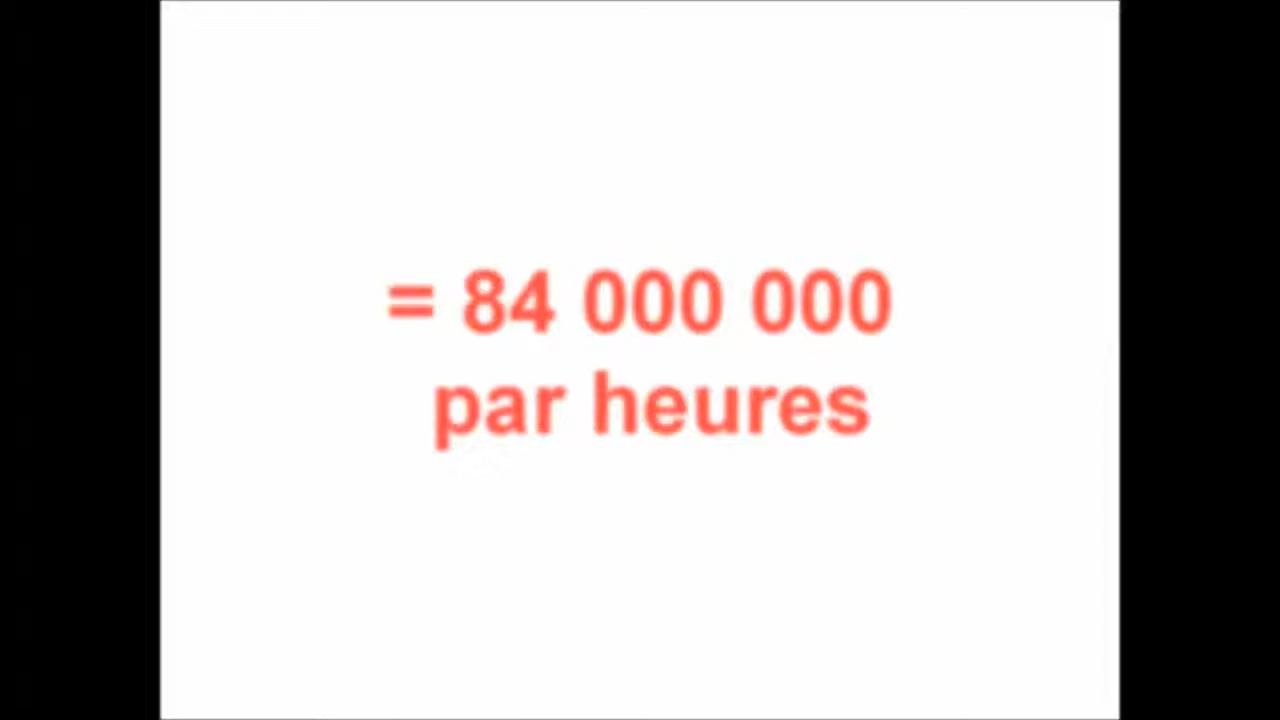 = 84 000 000
par heures